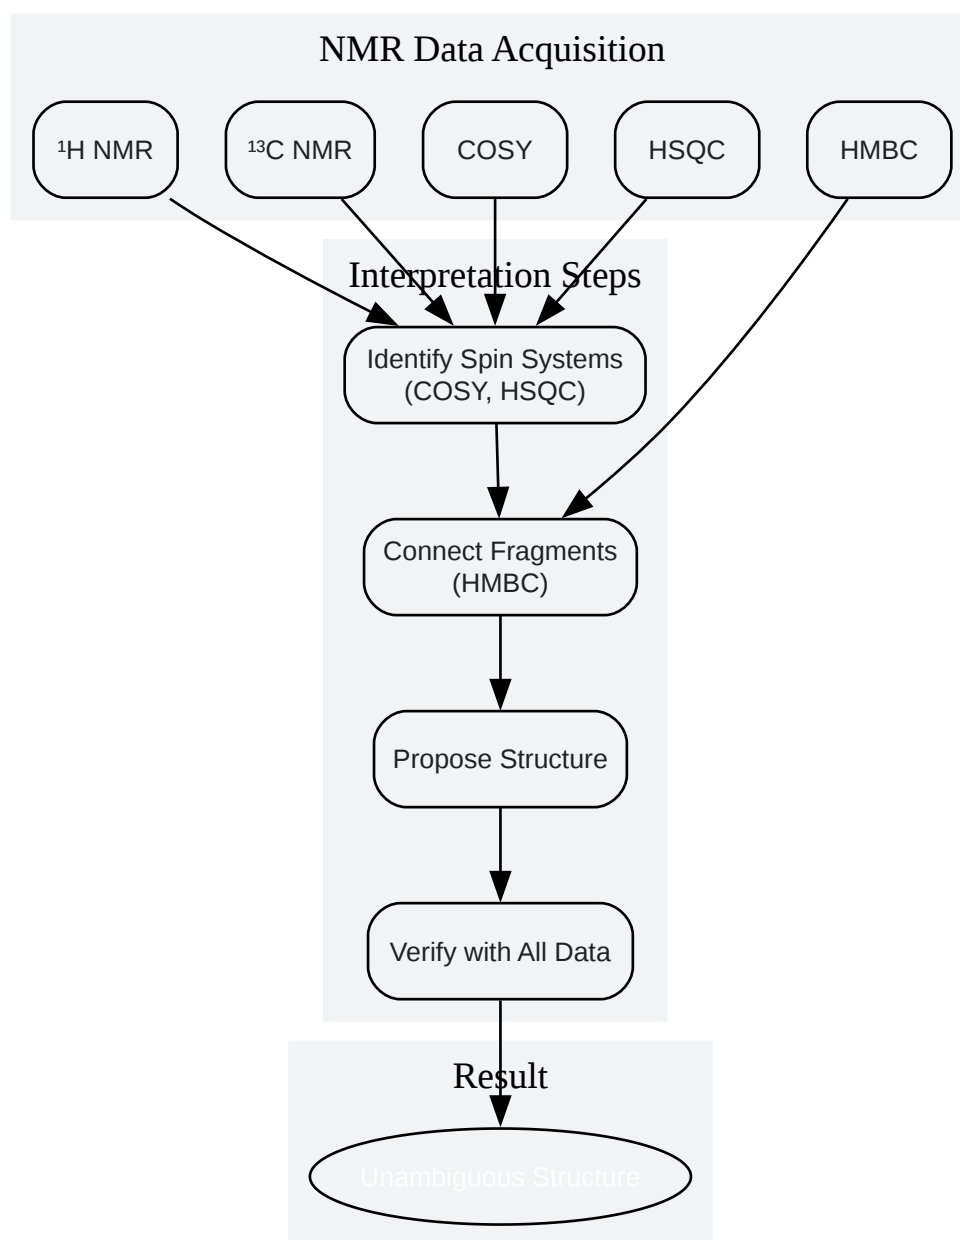 NMR Data Acquisition
¹H NMR
¹³C NMR
COSY
HSQC
HMBC
Interpretation Steps
Identify Spin Systems
(COSY, HSQC)
Connect Fragments
(HMBC)
Propose Structure
Verify with All Data
Result
Unambiguous Structure